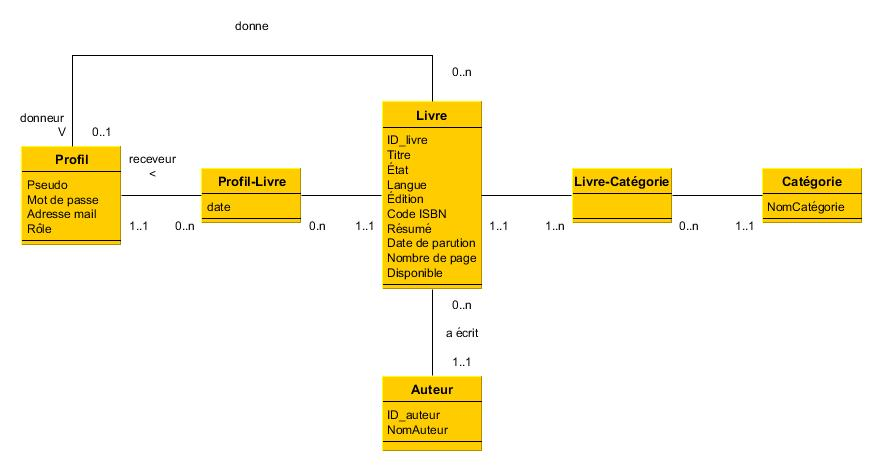 donne
0..n
donneur
V
0..1
Profil
Pseudo
Mot de passe
Adresse mail
Rôle
receveur
<
1..1
0..n
Profil-Livre
date
0.n
1..1
Livre
ID_livre
Titre
État
Langue
Édition
Code ISBN
Résumé
Date de parution
Nombre de page
Disponible
1..1
1..n
Livre-Catégorie
0..n
1..1
Catégorie
NomCatégorie
0..n
a écrit
1..1
Auteur
ID_auteur
NomAuteur